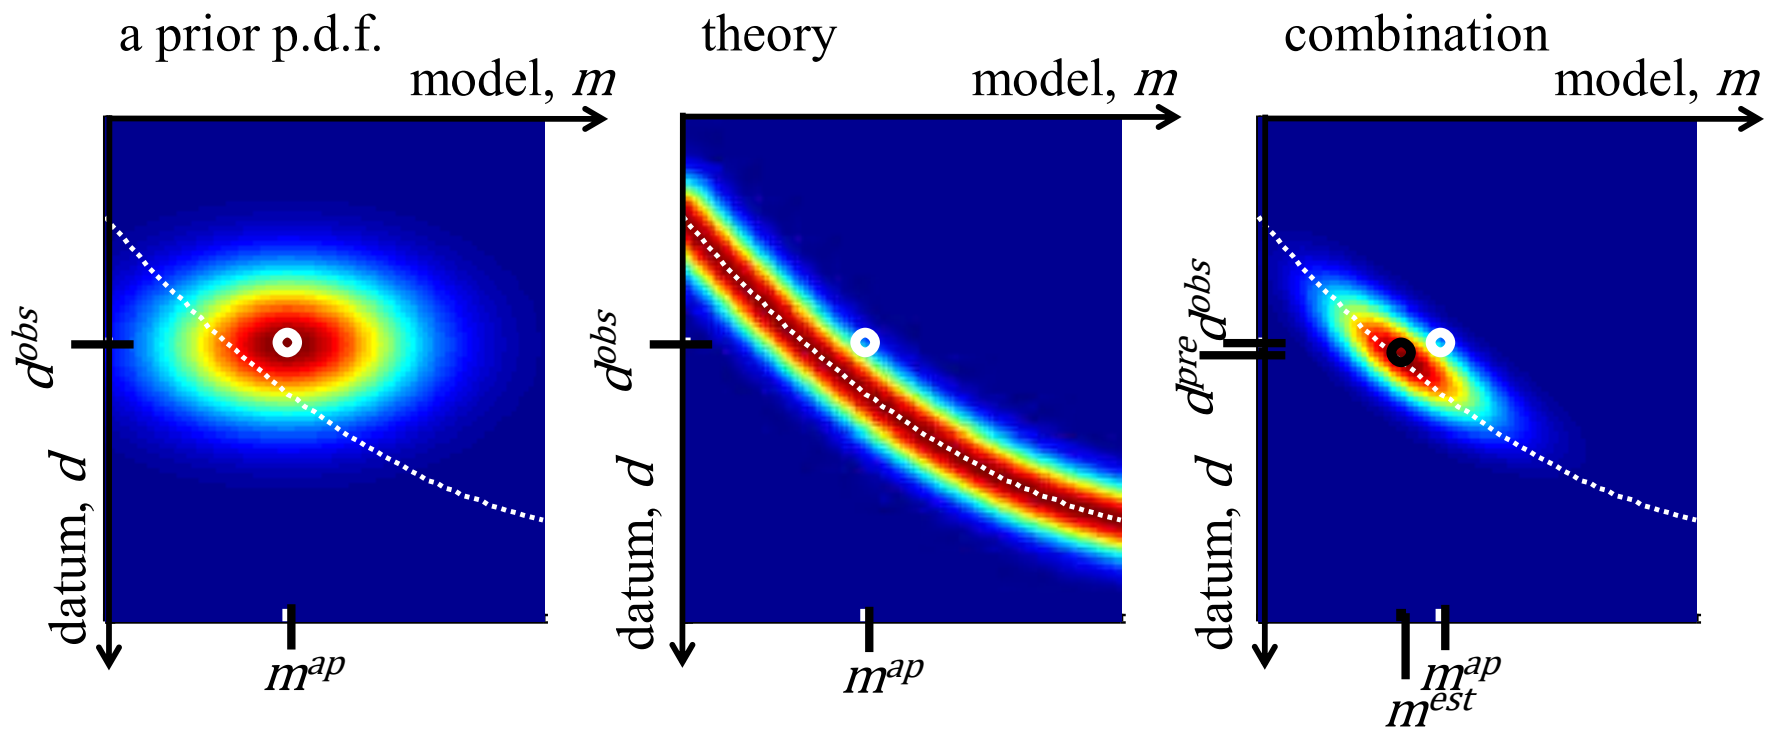 a prior p.d.f.
model, m
d^obs
datum, d
m^ap
theory
model, m
d^obs
datum, d
m^ap
combination
model, m
d^obs
d^pre
datum, d
m^ap
m^est